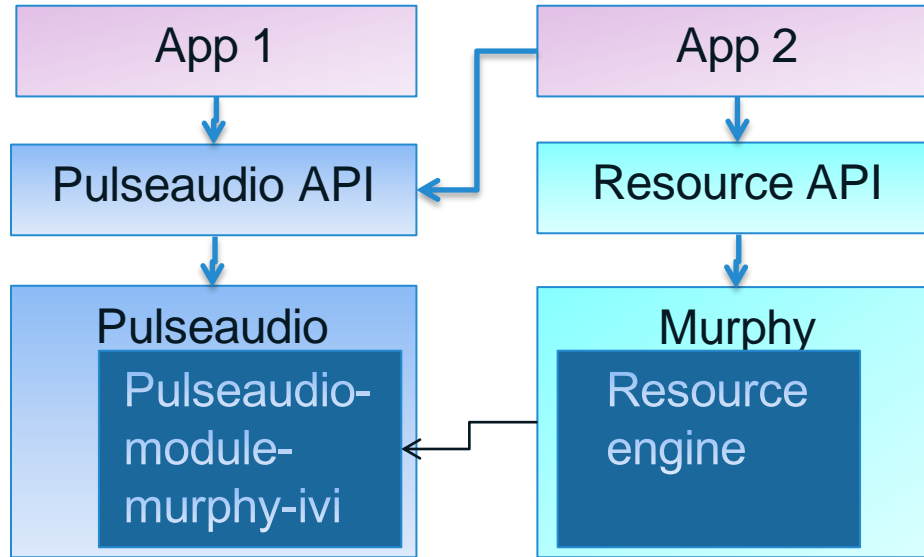 App 1
App 2
Pulseaudio API
Resource API
Pulseaudio
Murphy
Pulseaudio-
module-
murphy-ivi
Resource
engine